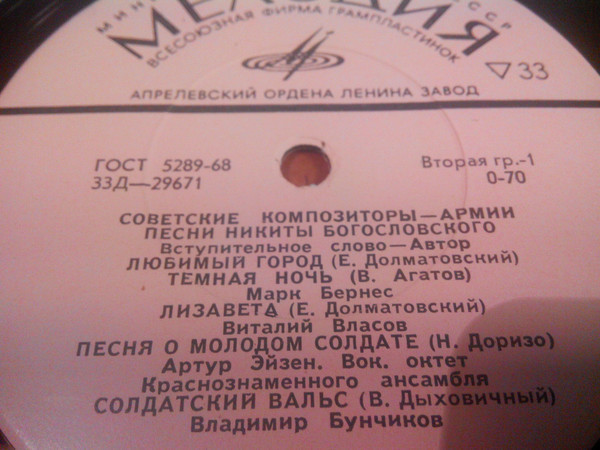 МИН
ССР
МЕЛОДИЯ
ВСЕСОЮЗНАЯ ФИРМА ГРАМПЛАСТИНОК
▽ 33
АПРЕЛЕВСКИЙ ОРДЕНА ЛЕНИНА ЗАВОД
ГОСТ 5289-68
Вторая гр.-1
33Д—29671
0-70
СОВЕТСКИЕ КОМПОЗИТОРЫ—АРМИИ
ПЕСНИ НИКИТЫ БОГОСЛОВСКОГО
Вступительное слово—Автор
ЛЮБИМЫЙ ГОРОД (Е. Долматовский)
ТЕМНАЯ НОЧЬ (В. Агатов)
Марк Бернес
ЛИЗАВЕТА (Е. Долматовский)
Виталий Власов
ПЕСНЯ О МОЛОДОМ СОЛДАТЕ (Н. Доризо)
Артур Эйзен. Вок. октет
Краснознаменного ансамбля
СОЛДАТСКИЙ ВАЛЬС (В. Дыховичный)
Владимир Бунчиков